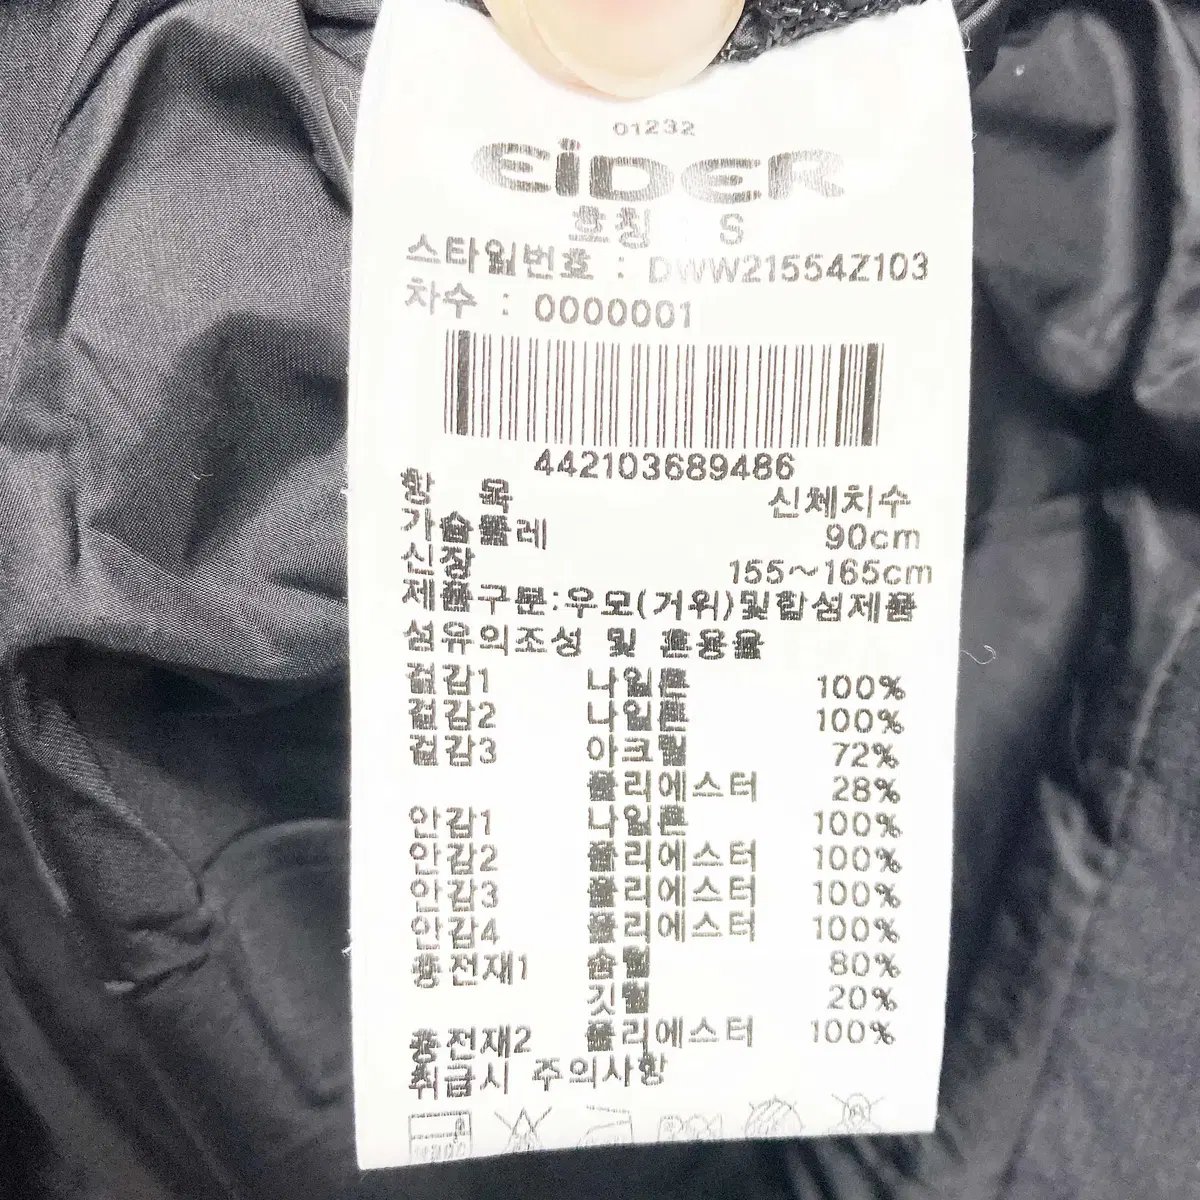 01232
EiDER
호칭 S
스타일번호 : DWW21554Z103
차수 : 0000001
442103689486
항 목 신체치수
가슴둘레 90cm
신장 155~165cm
제품구분:우모(거위)및합섬제품
섬유의조성 및 혼용율
겉감1 나일론 100%
겉감2 나일론 100%
겉감3 아크릴 72%
폴리에스터 28%
안감1 나일론 100%
안감2 폴리에스터 100%
안감3 폴리에스터 100%
안감4 폴리에스터 100%
충전재1 솜털 80%
깃털 20%
충전재2 폴리에스터 100%
취급시 주의사항